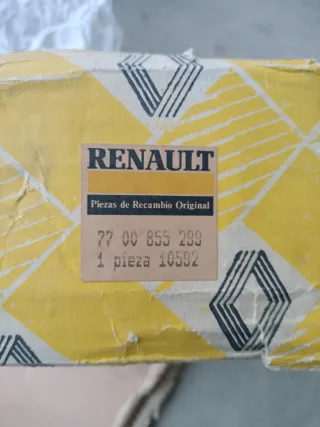 RENAULT
Piezas de Recambio Original
77 00 855 299
1 pieza 10592